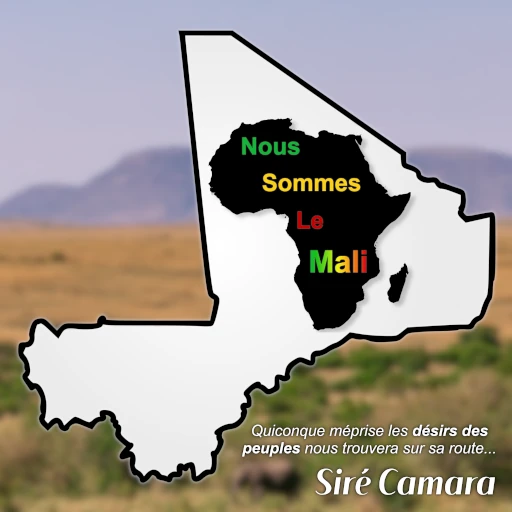 Nous
Sommes
Le
Mali
Quiconque méprise les désirs des
peuples nous trouvera sur sa route...
Siré Camara